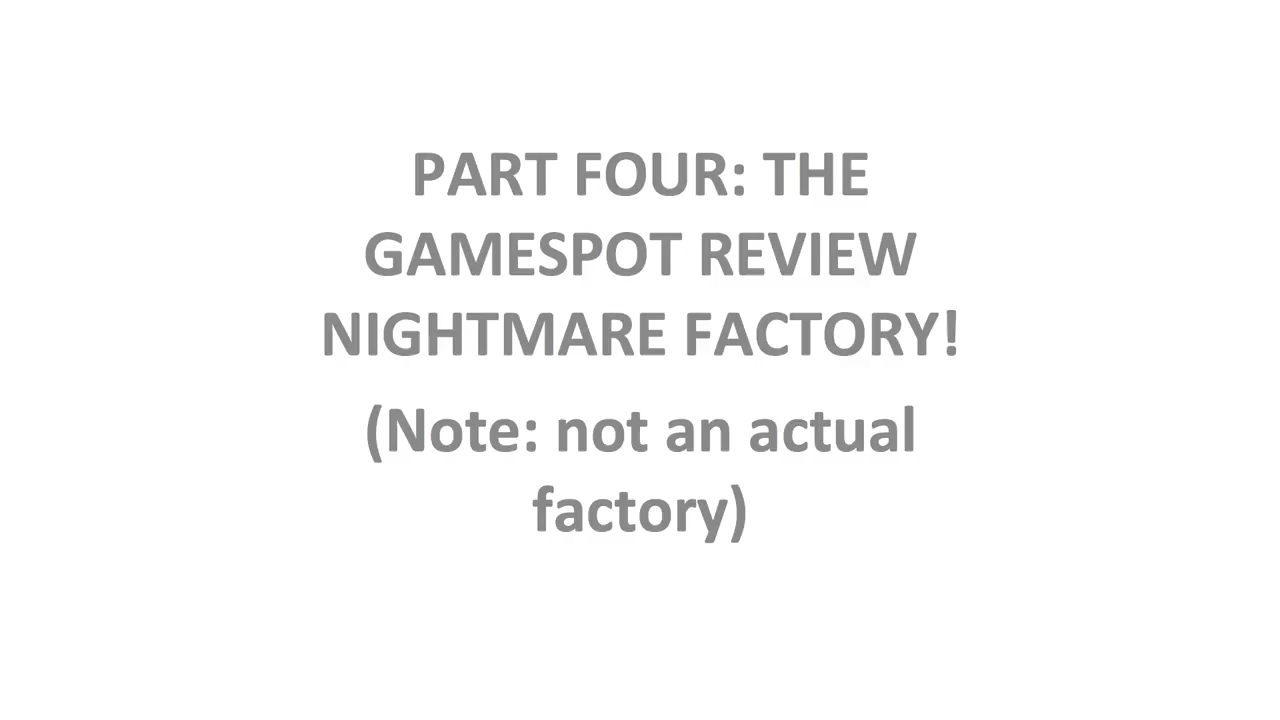 PART FOUR: THE
GAMESPOT REVIEW
NIGHTMARE FACTORY!
(Note: not an actual
factory)